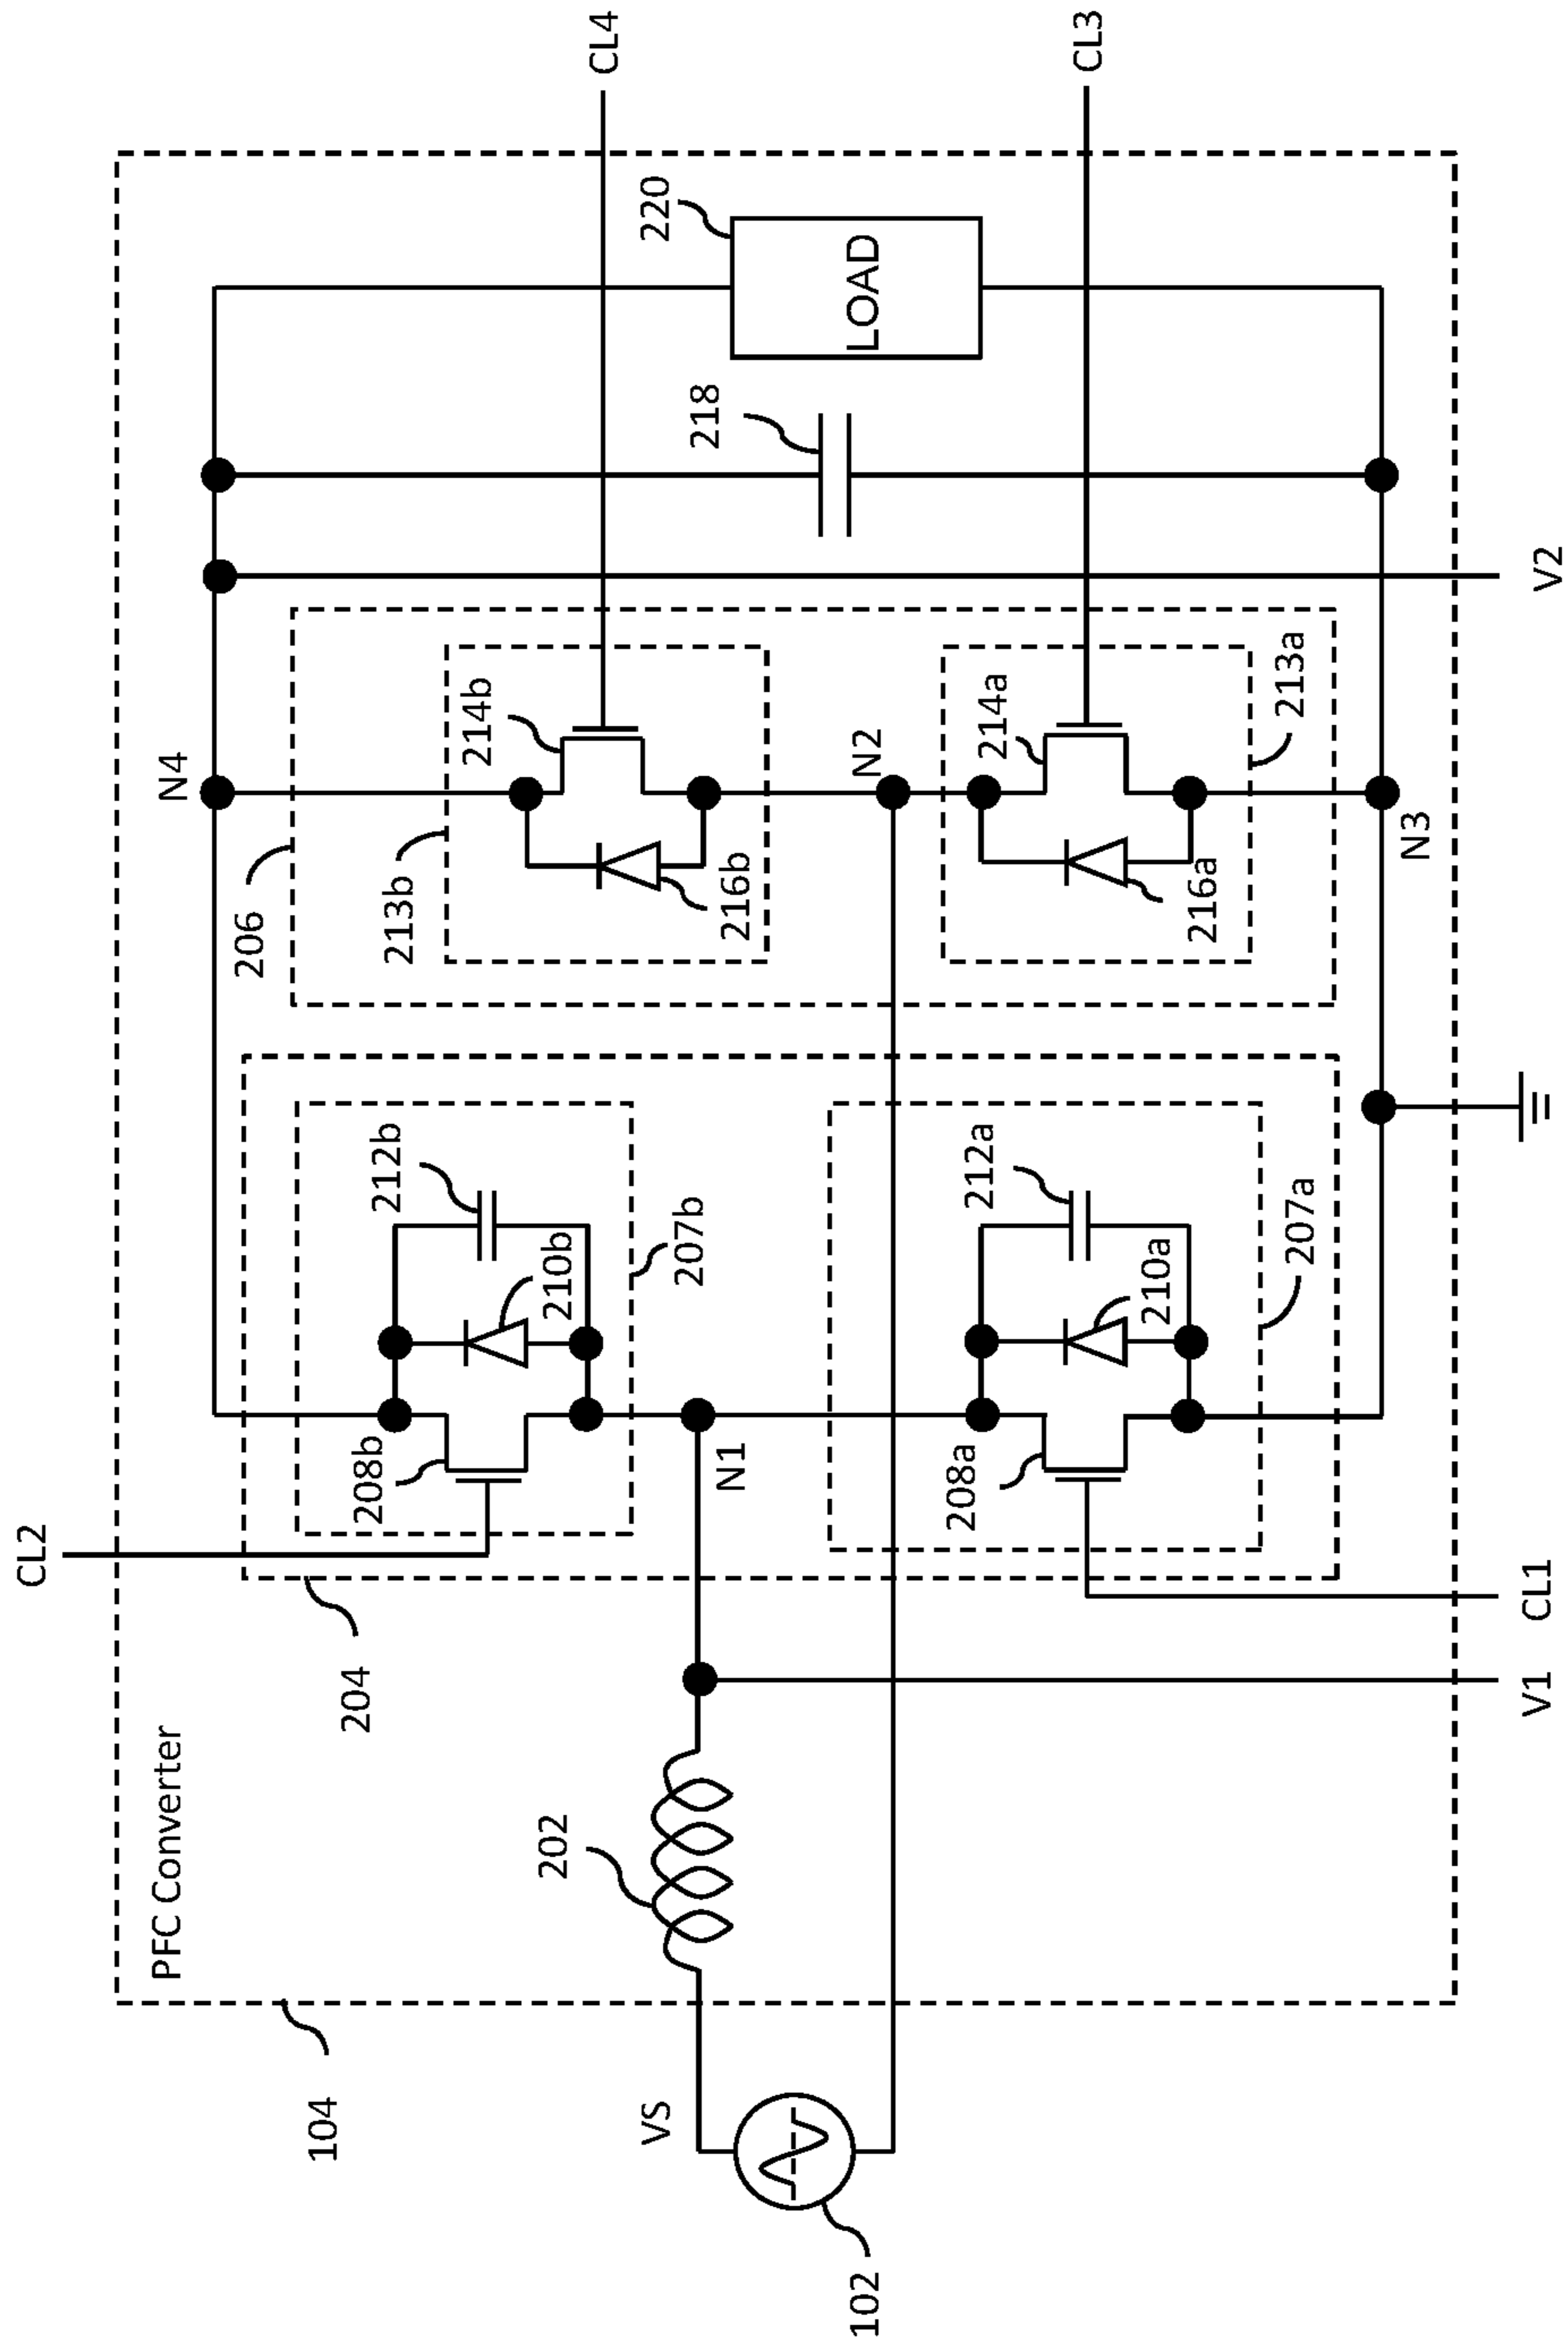 CL2
CL4
CL3
PFC Converter
104
204
206
N4
208b
210b
212b
207b
213b
214b
216b
218
220
LOAD
VS
102
202
N1
N2
208a
210a
212a
207a
214a
216a
213a
N3
V1
CL1
V2